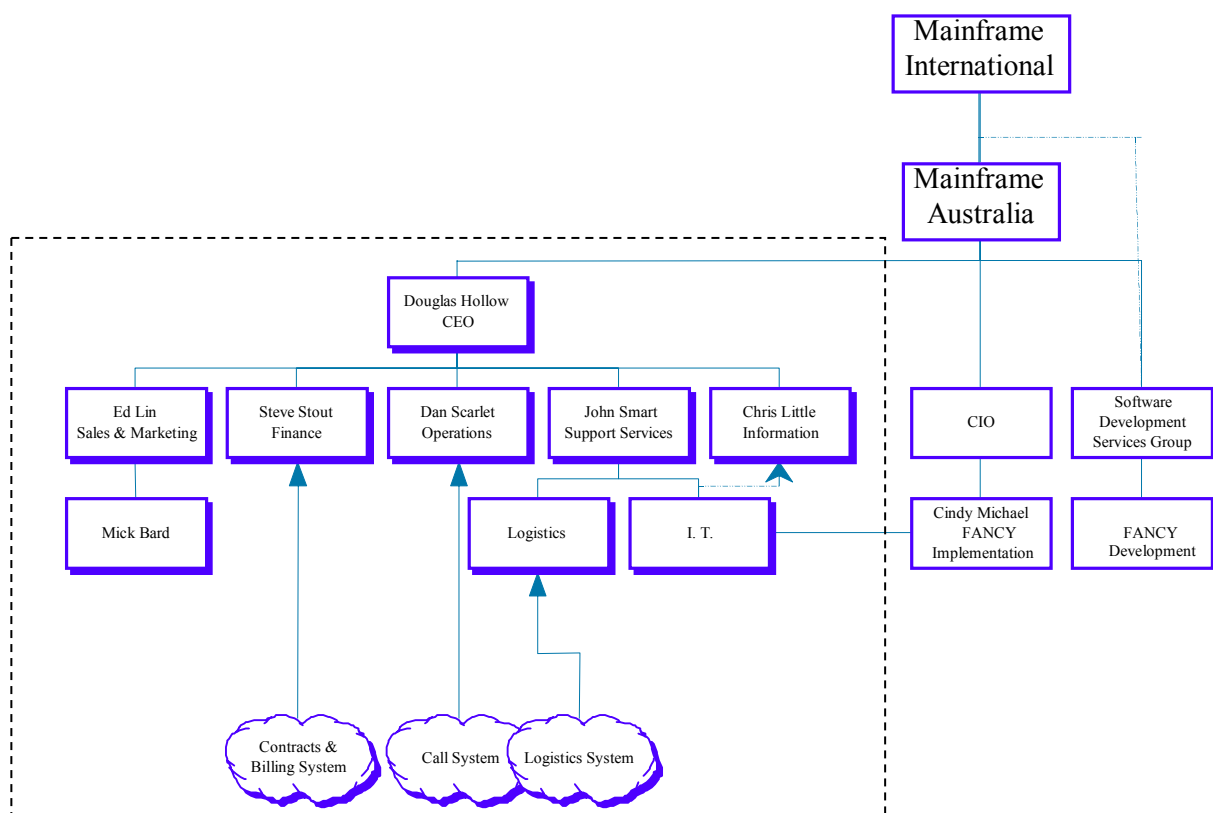 Mainframe
International
Mainframe
Australia
Douglas Hollow
CEO
Ed Lin
Sales & Marketing
Steve Stout
Finance
Dan Scarlet
Operations
John Smart
Support Services
Chris Little
Information
CIO
Software
Development
Services Group
Mick Bard
Logistics
I. T.
Cindy Michael
FANCY
Implementation
FANCY
Development
Contracts &
Billing System
Call System
Logistics System